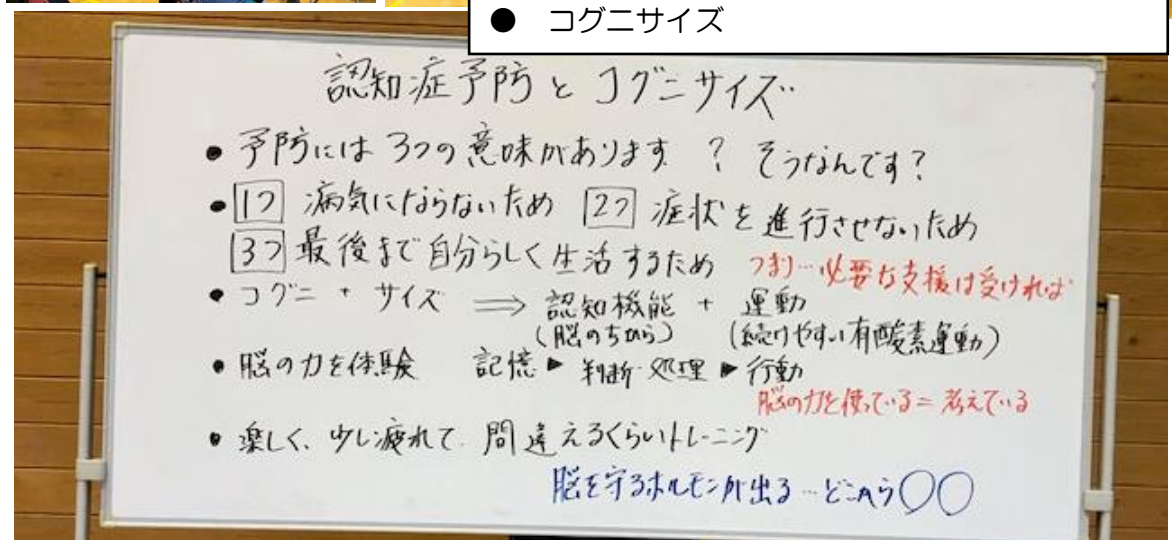 ● コグニサイズ
認知症予防とコグニサイズ
• 予防には3つの意味があります ? そうなんです?
• 1つ 病気にならないため 2つ 症状を進行させないため
3つ 最後まで自分らしく生活するため つまり…必要な支援は受ければ
• コグニ + サイズ ⇒ 認知機能 + 運動
(脳のちから) (続けやすい有酸素運動)
• 脳の力を体験 記憶 ▶ 判断・処理 ▶ 行動
脳の力を使っている = 考えている
• 楽しく、少し疲れて、間違えるくらいトレーニング
脳を守るホルモンが出る…どこから○○